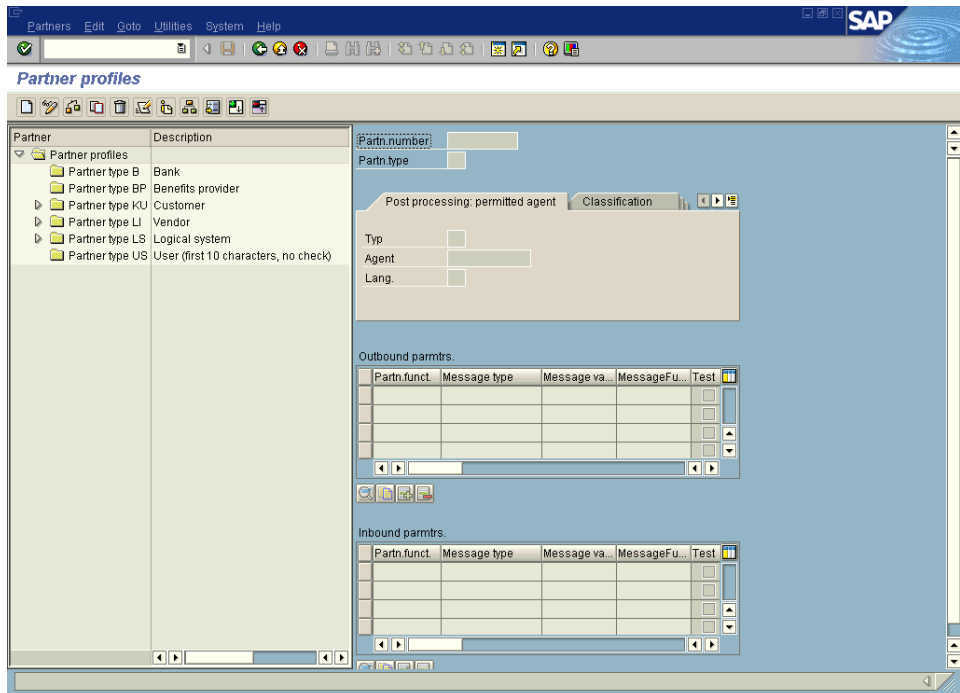 Partners Edit Goto Utilities System Help
SAP
Partner profiles
Partner Description
Partner profiles
Partner type B Bank
Partner type BP Benefits provider
Partner type KU Customer
Partner type LI Vendor
Partner type LS Logical system
Partner type US User (first 10 characters, no check)
Partn.number
Partn.type
Post processing: permitted agent Classification
Typ
Agent
Lang.
Outbound parmtrs.
Partn.funct. Message type Message va... MessageFu... Test
Inbound parmtrs.
Partn.funct. Message type Message va... MessageFu... Test